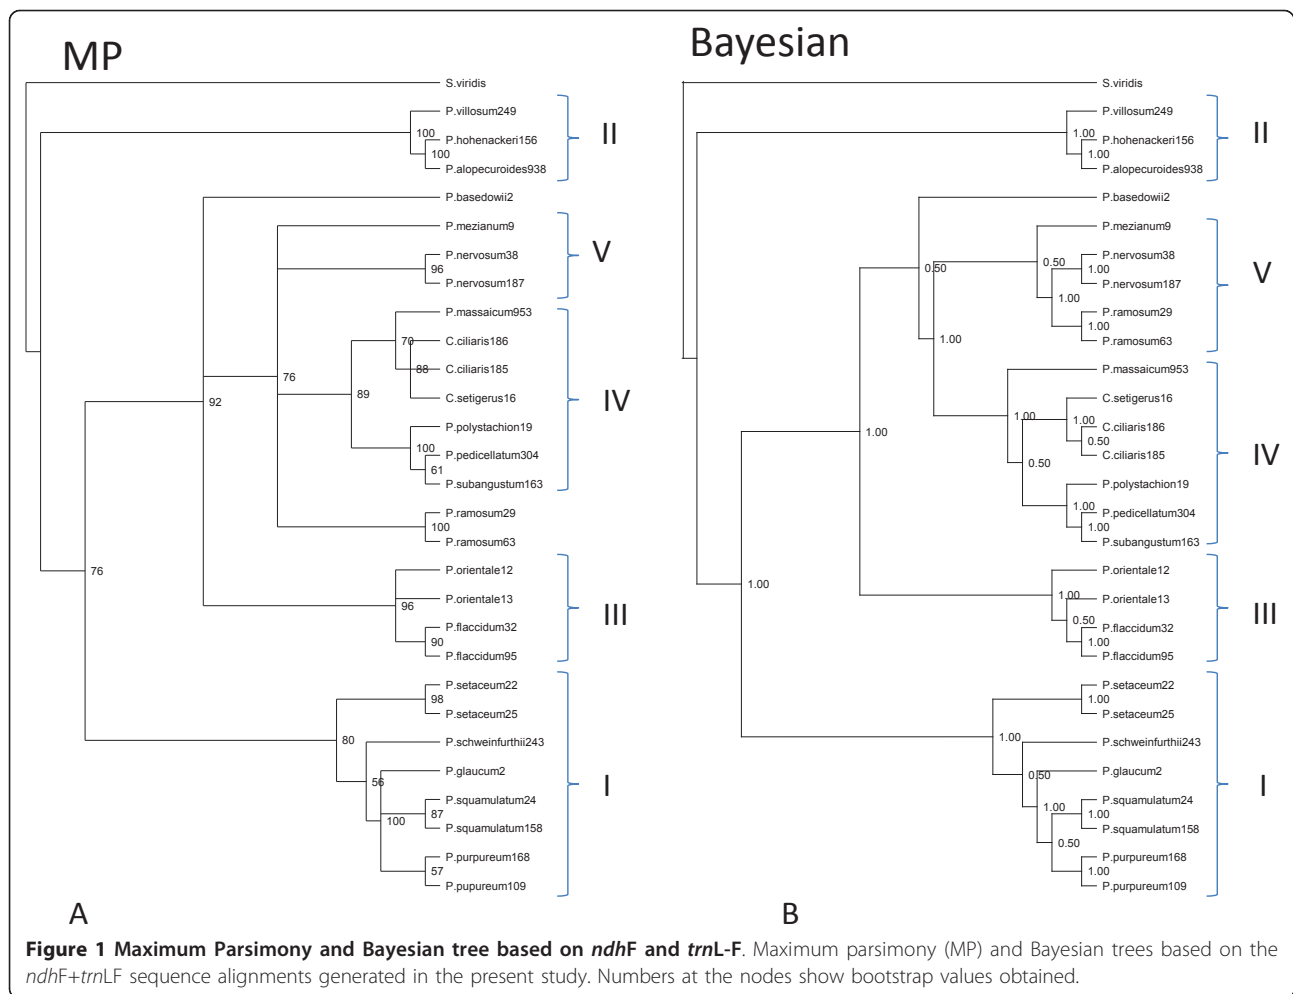 MP
S.viridis
P.villosum249
100
P.hohenackeri156
100
P.alopecuroides938
II
P.basedowii2
P.mezianum9
P.nervosum38
96
P.nervosum187
V
P.massaicum953
70
C.ciliaris186
C.ciliaris185
88
C.setigerus16
76
89
92
P.polystachion19
100
P.pedicellatum304
61
P.subangustum163
IV
P.ramosum29
100
P.ramosum63
76
P.orientale12
P.orientale13
96
P.flaccidum32
90
P.flaccidum95
III
P.setaceum22
98
P.setaceum25
80
P.schweinfurthii243
56
P.glaucum2
P.squamulatum24
87
100
P.squamulatum158
P.purpureum168
57
P.pupureum109
I
A
Bayesian
S.viridis
P.villosum249
1.00
P.hohenackeri156
1.00
P.alopecuroides938
II
P.basedowii2
P.mezianum9
0.50
0.50
P.nervosum38
1.00
P.nervosum187
1.00
P.ramosum29
1.00
P.ramosum63
V
1.00
P.massaicum953
C.setigerus16
1.00
1.00
C.ciliaris186
0.50
C.ciliaris185
1.00
0.50
P.polystachion19
1.00
P.pedicellatum304
1.00
P.subangustum163
IV
P.orientale12
1.00
1.00
P.orientale13
0.50
P.flaccidum32
1.00
P.flaccidum95
III
P.setaceum22
1.00
P.setaceum25
1.00
P.schweinfurthii243
0.50
P.glaucum2
P.squamulatum24
1.00
1.00
P.squamulatum158
0.50
P.purpureum168
1.00
P.purpureum109
I
B
Figure 1 Maximum Parsimony and Bayesian tree based on ndhF and trnL-F. Maximum parsimony (MP) and Bayesian trees based on the
ndhF+trnLF sequence alignments generated in the present study. Numbers at the nodes show bootstrap values obtained.